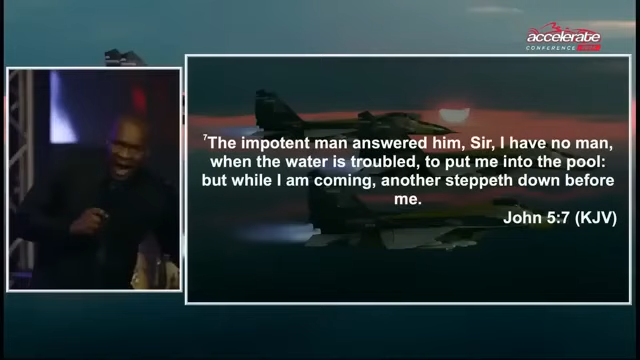 accelerate
CONFERENCE
7The impotent man answered him, Sir, I have no man,
when the water is troubled, to put me into the pool:
but while I am coming, another steppeth down before
me.
John 5:7 (KJV)